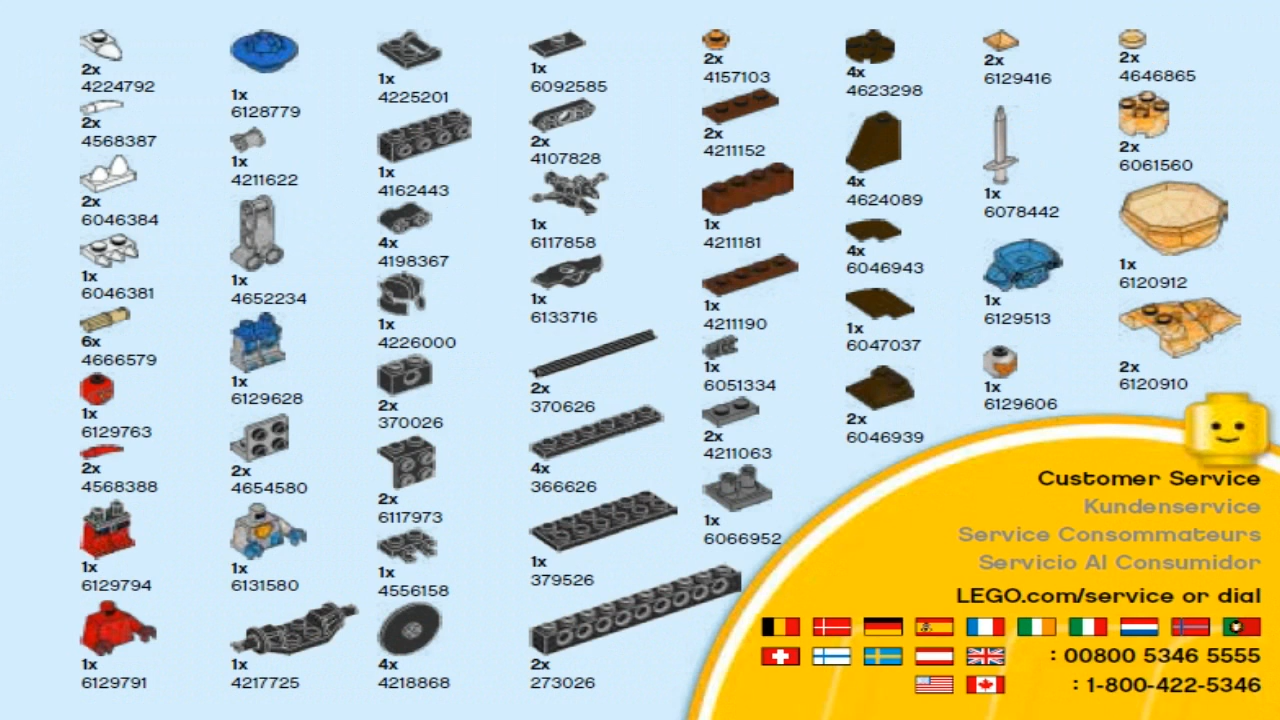 2x
4224792
2x
4568387
2x
6046384
1x
6046381
6x
4666579
1x
6129763
2x
4568388
1x
6129794
1x
6129791
1x
6128779
1x
4211622
1x
4652234
1x
6129628
2x
4654580
1x
6131580
1x
4217725
1x
4225201
1x
4162443
4x
4198367
1x
4226000
2x
370026
2x
6117973
1x
4556158
4x
4218868
1x
6092585
2x
4107828
1x
6117858
1x
6133716
2x
370626
4x
366626
1x
379526
2x
273026
2x
4157103
2x
4211152
1x
4211181
1x
4211190
1x
6051334
2x
4211063
1x
6066952
4x
4623298
4x
4624089
4x
6046943
1x
6047037
2x
6046939
2x
6129416
1x
6078442
1x
6129513
1x
6129606
2x
4646865
2x
6061560
1x
6120912
2x
6120910
Customer Service
Kundenservice
Service Consommateurs
Servicio Al Consumidor
LEGO.com/service or dial
: 00800 5346 5555
: 1-800-422-5346